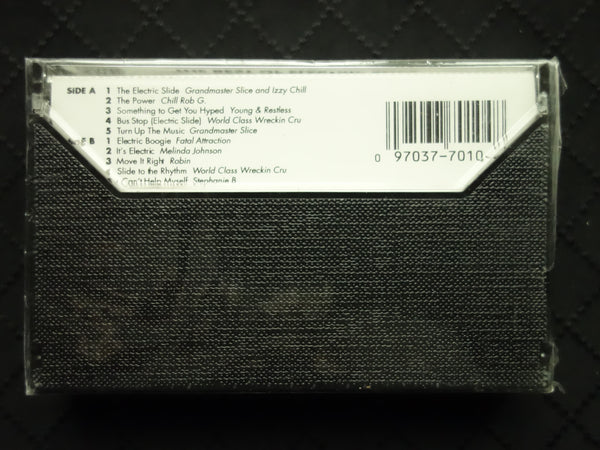 SIDE A 1 The Electric Slide Grandmaster Slice and Izzy Chill
2 The Power Chill Rob G.
3 Something to Get You Hyped Young & Restless
4 Bus Stop (Electric Slide) World Class Wreckin Cru
5 Turn Up The Music Grandmaster Slice
B 1 Electric Boogie Fatal Attraction
2 It's Electric Melinda Johnson
3 Move It Right Robin
Slide to the Rhythm World Class Wreckin Cru
Can't Help Myself Stephanie B.
0 97037-7010